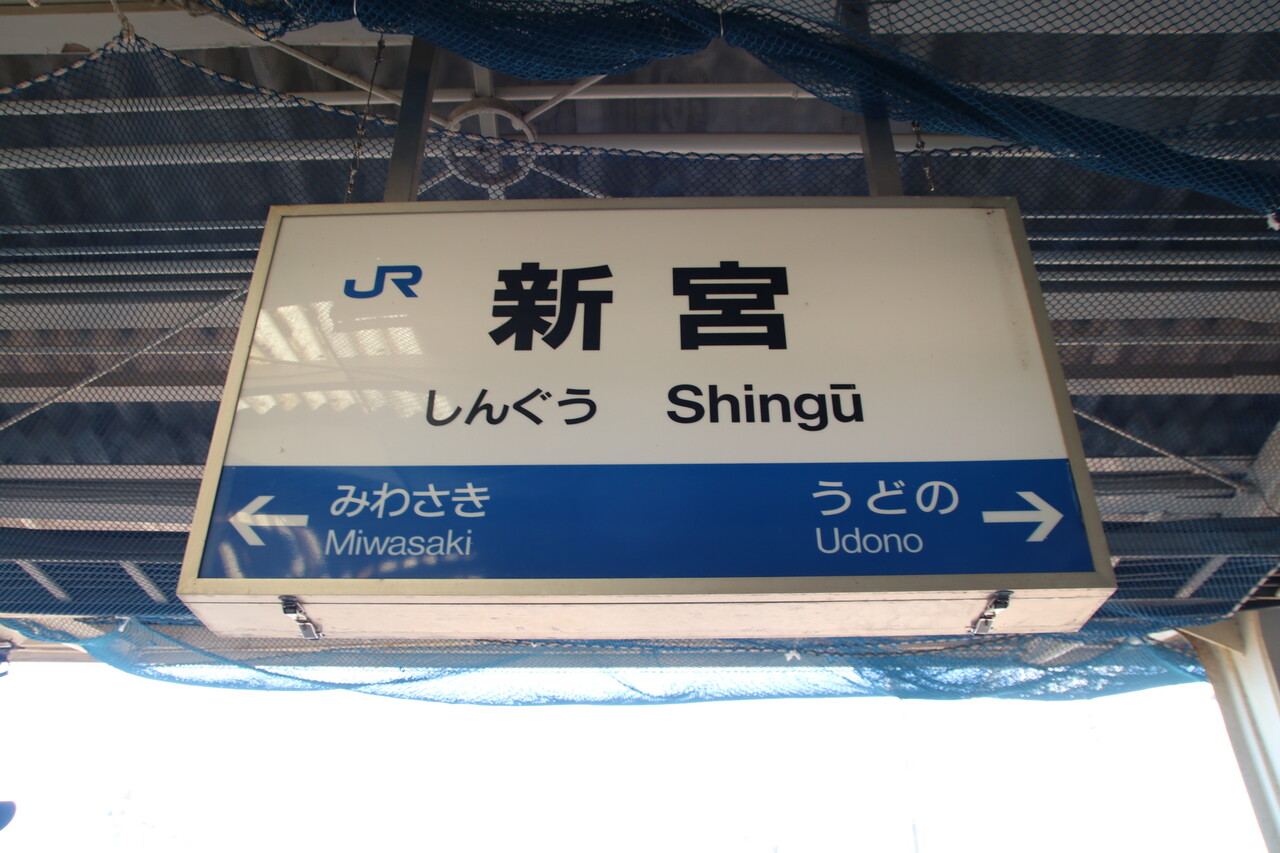 JR 新宮
しんぐう Shingū
← みわさき うどの →
Miwasaki Udono